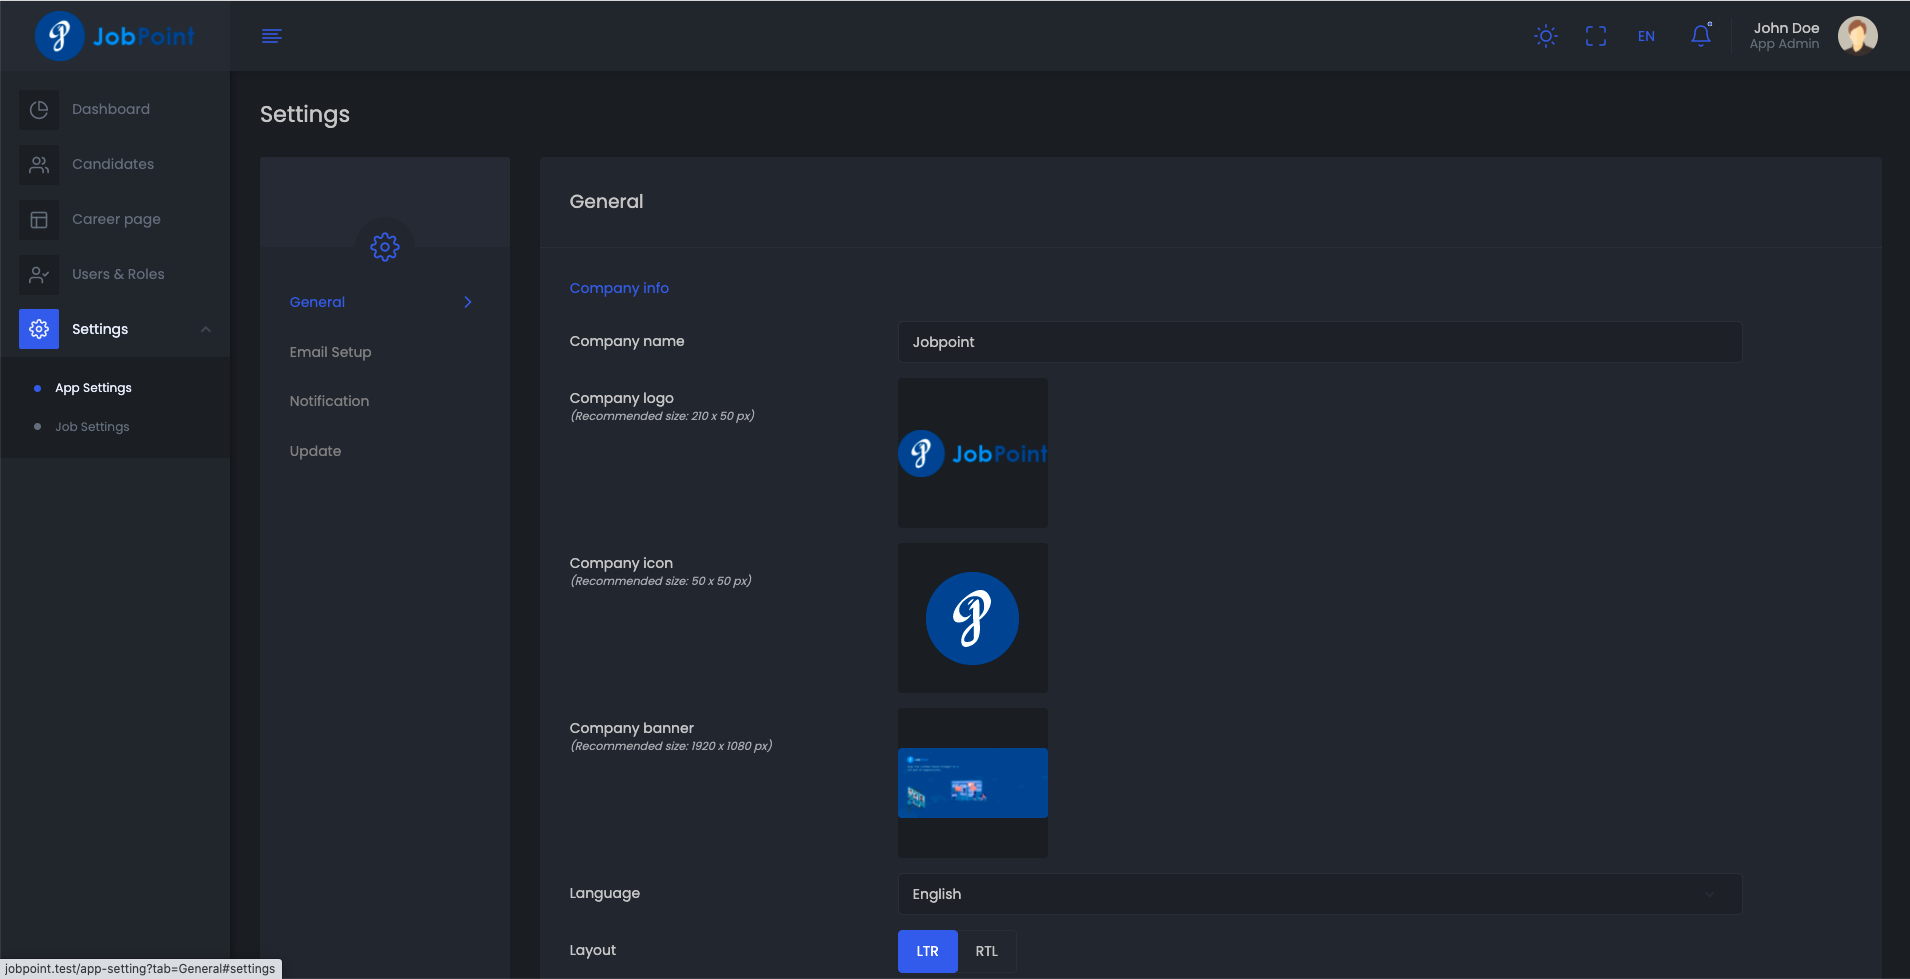 JobPoint
EN
John Doe
App Admin
Dashboard
Candidates
Career page
Users & Roles
Settings
App Settings
Job Settings
Settings
General
Email Setup
Notification
Update
General
Company info
Company name
Jobpoint
Company logo
(Recommended size: 210 x 50 px)
JobPoint
Company icon
(Recommended size: 50 x 50 px)
Company banner
(Recommended size: 1920 x 1080 px)
Language
English
Layout
LTR
RTL
jobpoint.test/app-setting?tab=General#settings